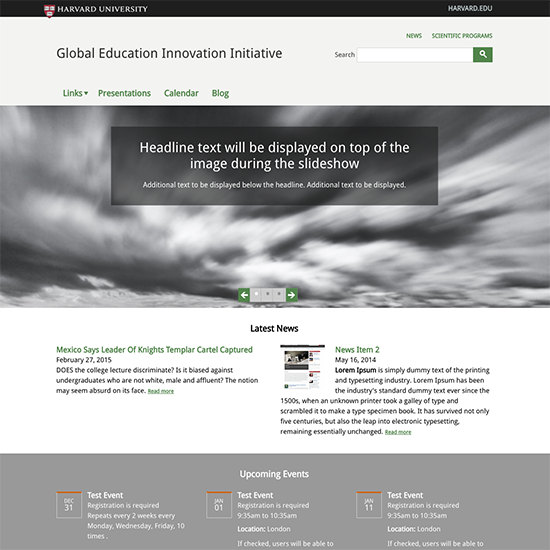 HARVARD UNIVERSITY
HARVARD.EDU
NEWS SCIENTIFIC PROGRAMS
Global Education Innovation Initiative
Search
Links Presentations Calendar Blog
Headline text will be displayed on top of the
image during the slideshow
Additional text to be displayed below the headline. Additional text to be displayed.
Latest News
Mexico Says Leader Of Knights Templar Cartel Captured
February 27, 2015
DOES the college lecture discriminate? Is it biased against
undergraduates who are not white, male and affluent? The notion
may seem absurd on its face. Read more
News Item 2
May 16, 2014
Lorem Ipsum is simply dummy text of the printing
and typesetting industry. Lorem Ipsum has been
the industry's standard dummy text ever since the
1500s, when an unknown printer took a galley of type and
scrambled it to make a type specimen book. It has survived not only
five centuries, but also the leap into electronic typesetting,
remaining essentially unchanged. Read more
Upcoming Events
DEC
31
Test Event
Registration is required
Repeats every 2 weeks every
Monday, Wednesday, Friday, 10
times .
JAN
01
Test Event
Registration is required
9:35am to 10:35am
Location: London
If checked, users will be able to
JAN
11
Test Event
Registration is required
9:35am to 10:35am
Location: London
If checked, users will be able to